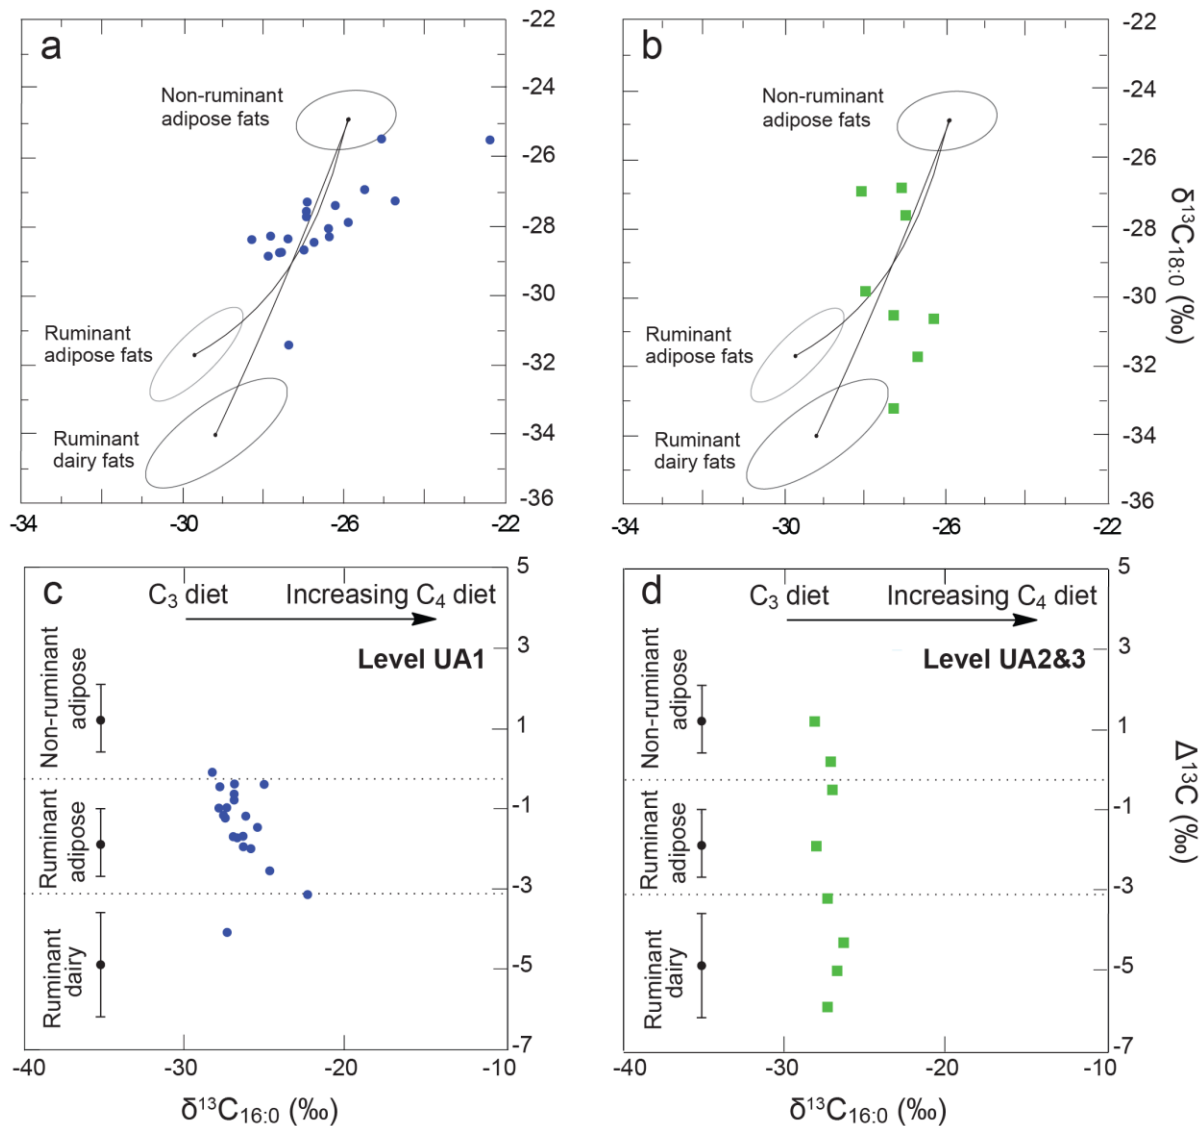 a
Non-ruminant
adipose fats
Ruminant
adipose fats
Ruminant
dairy fats
-22
-24
-26
-28
-30
-32
-34
-36
-34
-30
-26
-22
b
Non-ruminant
adipose fats
Ruminant
adipose fats
Ruminant
dairy fats
-22
-24
-26
-28
-30
-32
-34
-36
δ¹³C₁₈:₀ (‰)
-34
-30
-26
-22
c
C₃ diet
Increasing C₄ diet
Level UA1
Non-ruminant
adipose
Ruminant
adipose
Ruminant
dairy
5
3
1
-1
-3
-5
-7
-40
-30
-20
-10
δ¹³C₁₆:₀ (‰)
d
C₃ diet
Increasing C₄ diet
Level UA2&3
Non-ruminant
adipose
Ruminant
adipose
Ruminant
dairy
5
3
1
-1
-3
-5
-7
Δ¹³C (‰)
-40
-30
-20
-10
δ¹³C₁₆:₀ (‰)